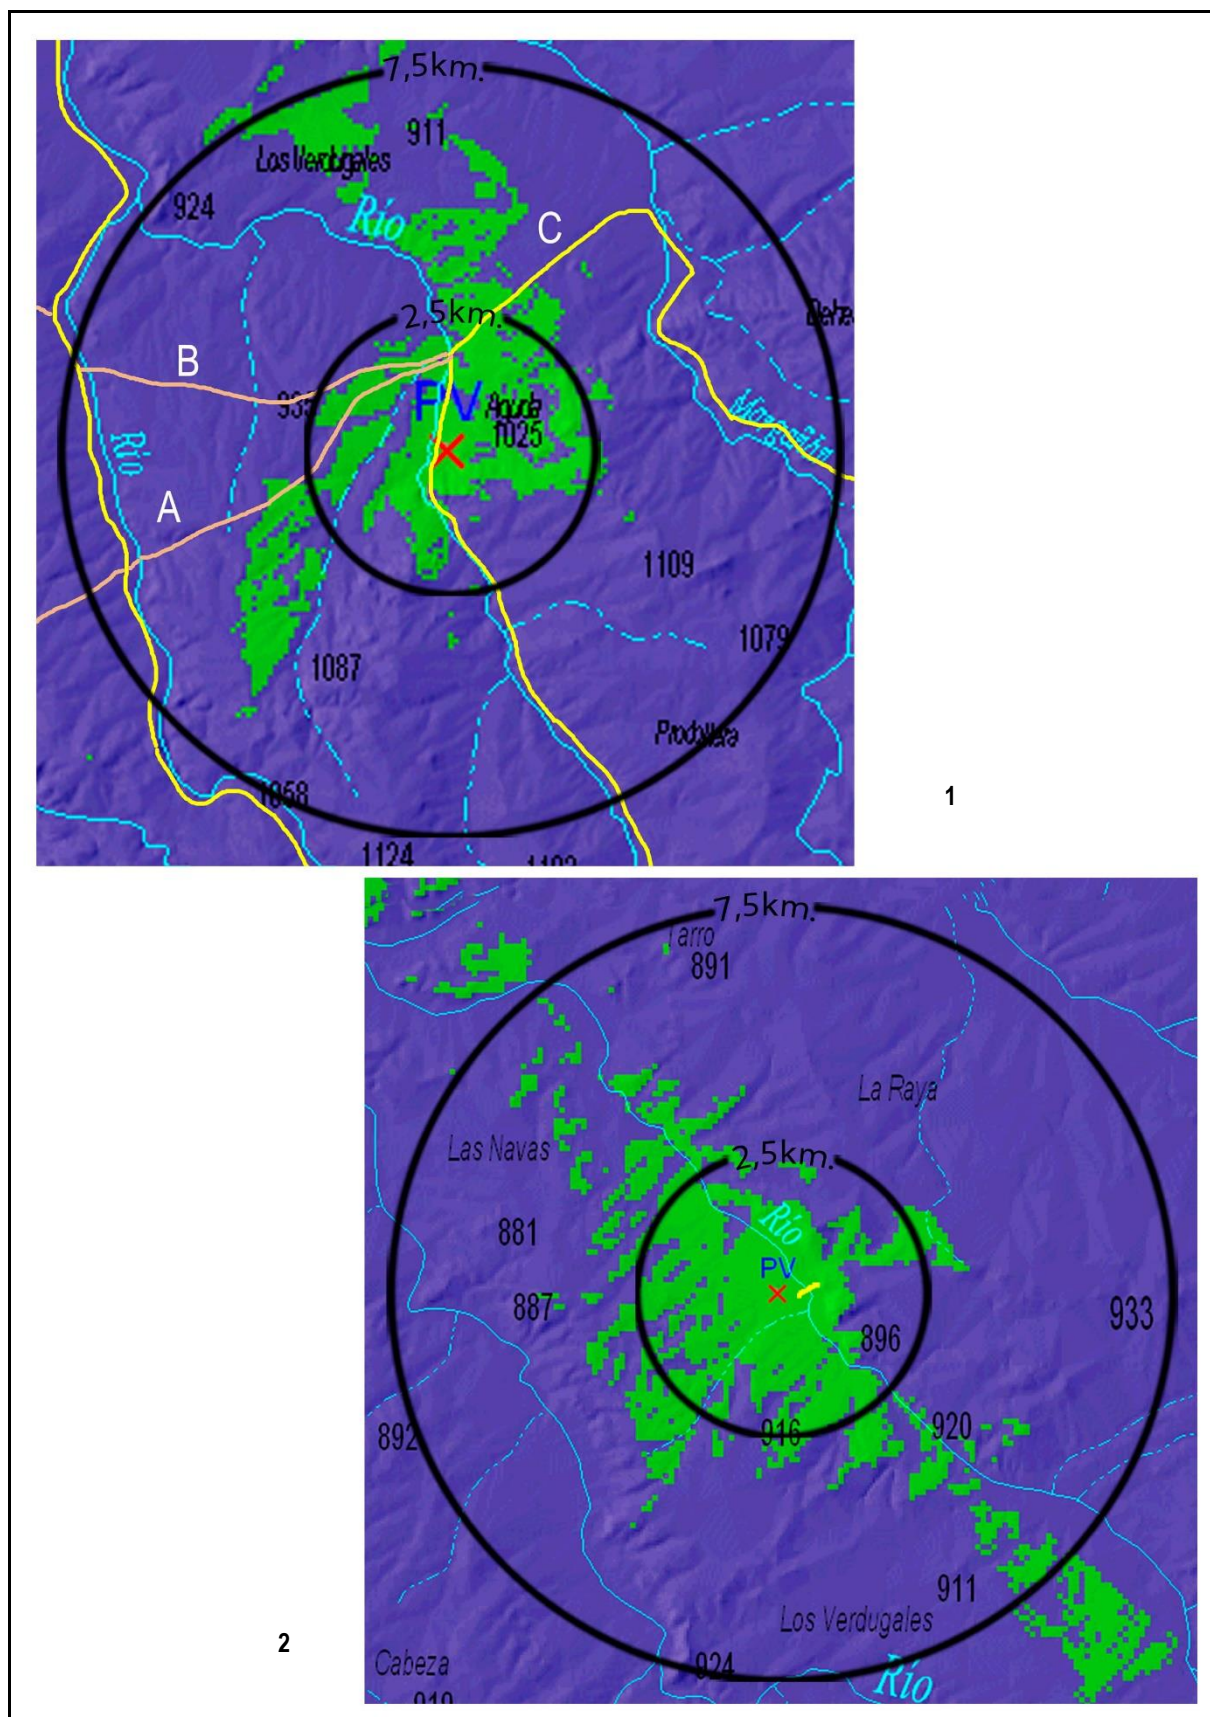 7,5km.
911
Los Verdugales
924
Río
C
2,5km.
B
PV
Aguda
1025
Río
A
1109
1079
1087
1058
1124
1
7,5km.
Tarro
891
La Raya
2,5km.
Las Navas
Río
881
PV
887
933
896
892
916
920
911
Los Verdugales
2
924
Cabeza
Río